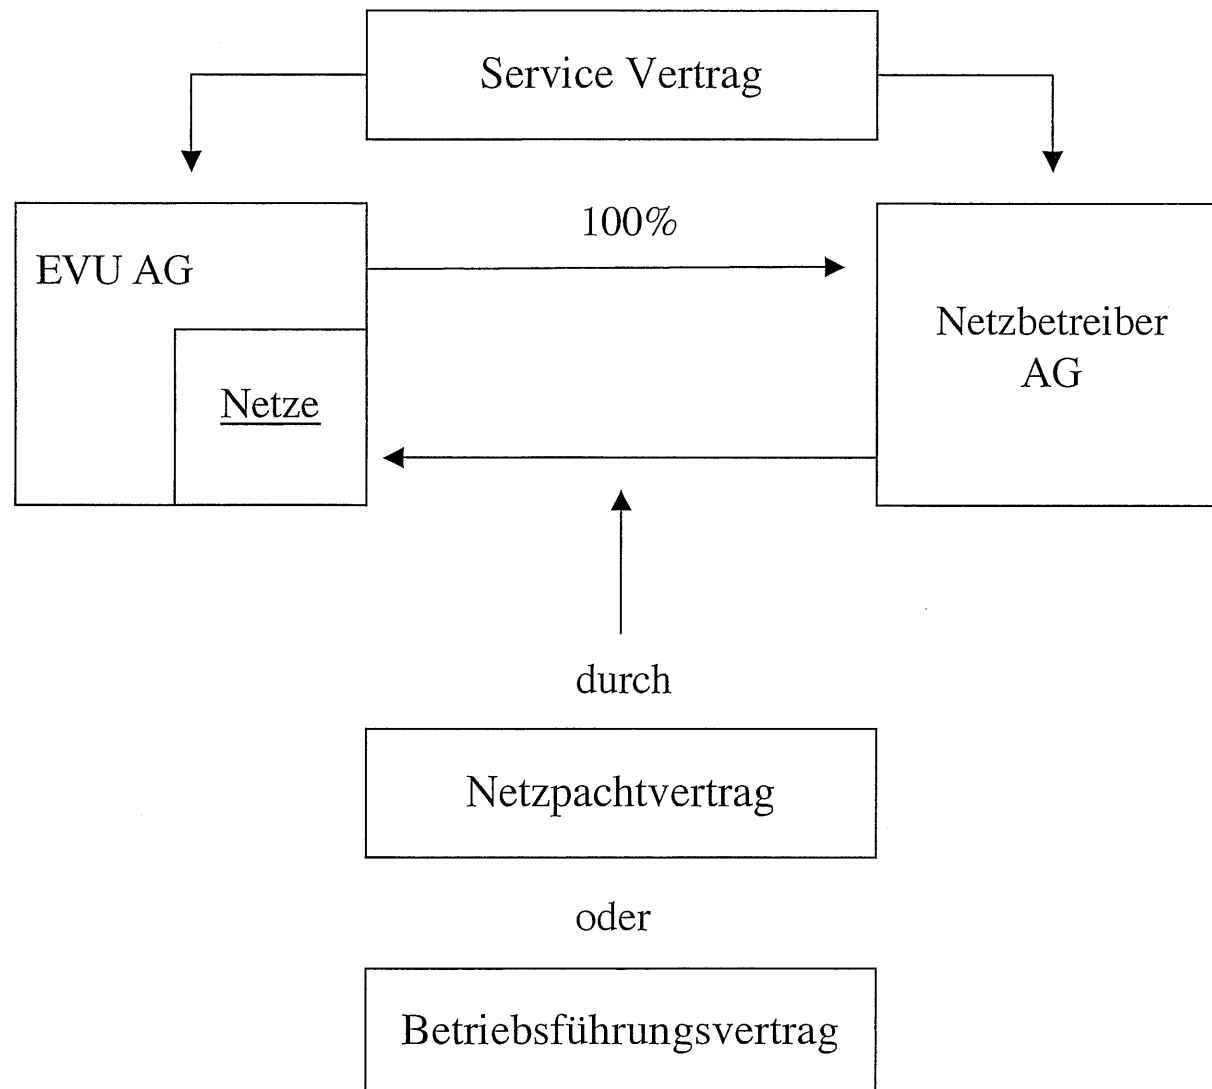 Service Vertrag
100%
EVU AG
Netze
Netzbetreiber
AG
durch
Netzpachtvertrag
oder
Betriebsführungsvertrag